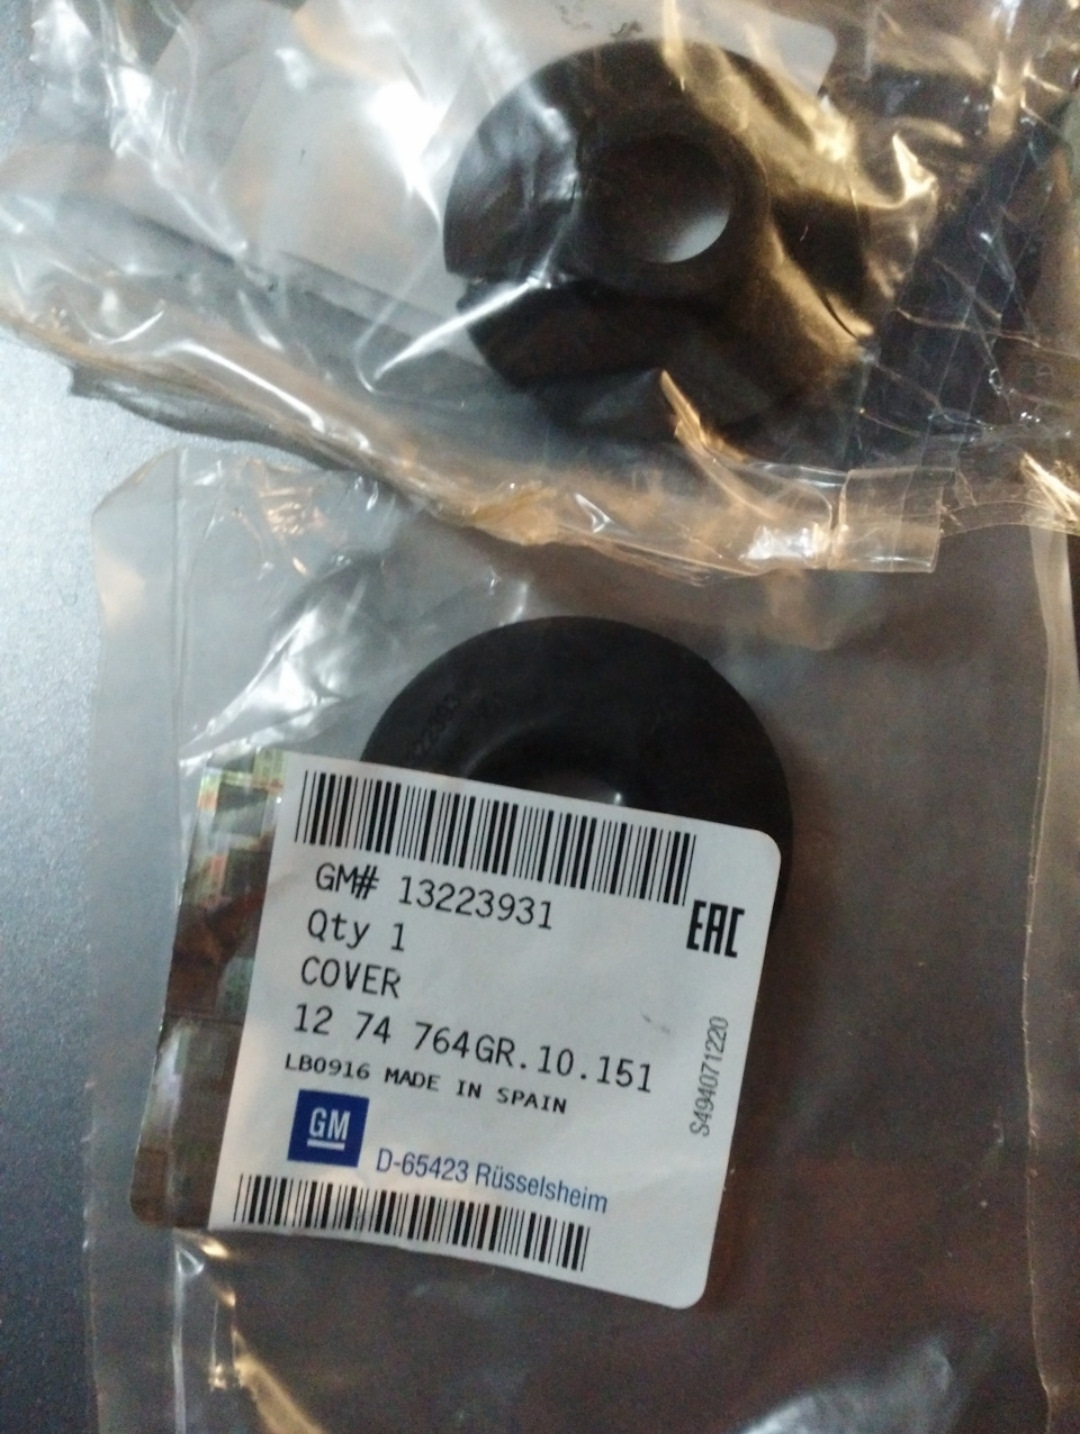 GM# 13223931
Qty 1
COVER
12 74 764GR.10.151
LB0916 MADE IN SPAIN
GM
D-65423 Rüsselsheim
EAC
S494071220